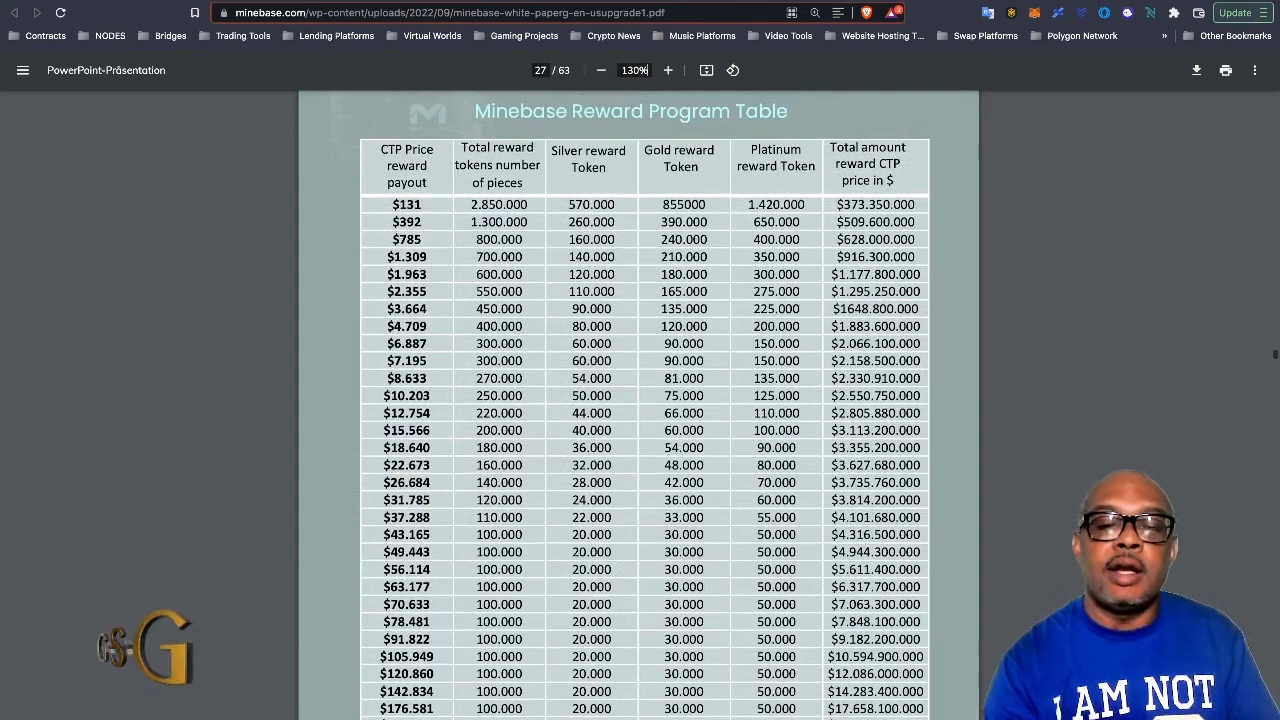 minebase.com/wp-content/uploads/2022/09/minebase-white-paperg-en-usupgrade1.pdf
2
Update
Contracts NODES Bridges Trading Tools Lending Platforms Virtual Worlds Gaming Projects Crypto News Music Platforms Video Tools Website Hosting T... Swap Platforms Polygon Network » Other Bookmarks
PowerPoint-Präsentation 27 / 63 130%
Minebase Reward Program Table
CTP Price reward payout
Total reward tokens number of pieces
Silver reward Token
Gold reward Token
Platinum reward Token
Total amount reward CTP price in $
$131 2.850.000 570.000 855000 1.420.000 $373.350.000
$392 1.300.000 260.000 390.000 650.000 $509.600.000
$785 800.000 160.000 240.000 400.000 $628.000.000
$1.309 700.000 140.000 210.000 350.000 $916.300.000
$1.963 600.000 120.000 180.000 300.000 $1.177.800.000
$2.355 550.000 110.000 165.000 275.000 $1.295.250.000
$3.664 450.000 90.000 135.000 225.000 $1648.800.000
$4.709 400.000 80.000 120.000 200.000 $1.883.600.000
$6.887 300.000 60.000 90.000 150.000 $2.066.100.000
$7.195 300.000 60.000 90.000 150.000 $2.158.500.000
$8.633 270.000 54.000 81.000 135.000 $2.330.910.000
$10.203 250.000 50.000 75.000 125.000 $2.550.750.000
$12.754 220.000 44.000 66.000 110.000 $2.805.880.000
$15.566 200.000 40.000 60.000 100.000 $3.113.200.000
$18.640 180.000 36.000 54.000 90.000 $3.355.200.000
$22.673 160.000 32.000 48.000 80.000 $3.627.680.000
$26.684 140.000 28.000 42.000 70.000 $3.735.760.000
$31.785 120.000 24.000 36.000 60.000 $3.814.200.000
$37.288 110.000 22.000 33.000 55.000 $4.101.680.000
$43.165 100.000 20.000 30.000 50.000 $4.316.500.000
$49.443 100.000 20.000 30.000 50.000 $4.944.300.000
$56.114 100.000 20.000 30.000 50.000 $5.611.400.000
$63.177 100.000 20.000 30.000 50.000 $6.317.700.000
$70.633 100.000 20.000 30.000 50.000 $7.063.300.000
$78.481 100.000 20.000 30.000 50.000 $7.848.100.000
$91.822 100.000 20.000 30.000 50.000 $9.182.200.000
$105.949 100.000 20.000 30.000 50.000 $10.594.900.000
$120.860 100.000 20.000 30.000 50.000 $12.086.000.000
$142.834 100.000 20.000 30.000 50.000 $14.283.400.000
$176.581 100.000 20.000 30.000 50.000 $17.658.100.000
CS-G
I AM NOT